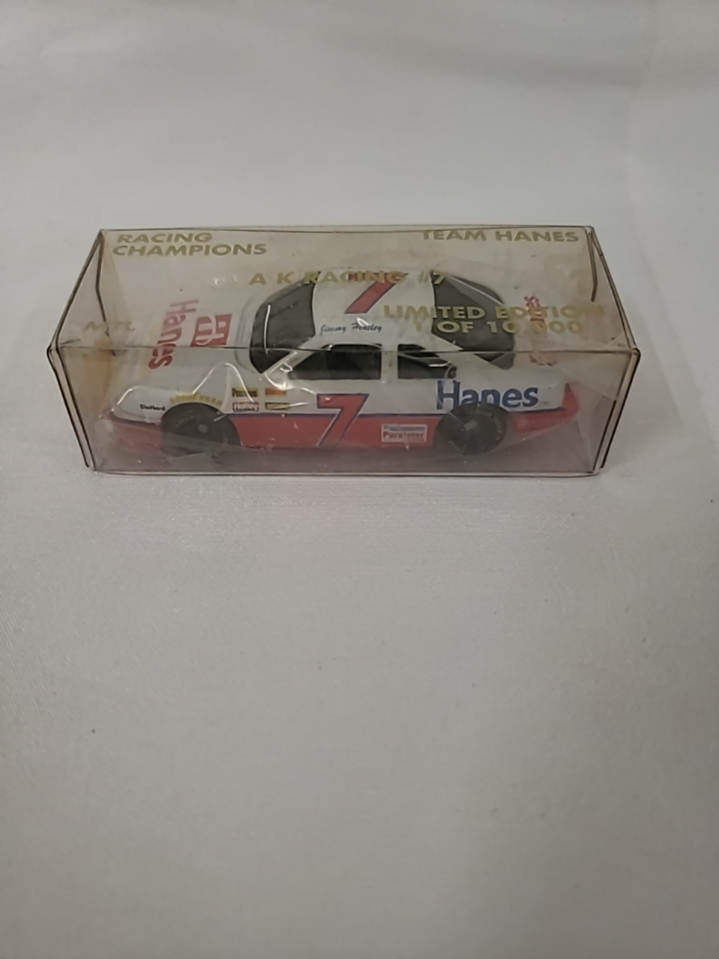 RACING
CHAMPIONS
TEAM HANES
A K RACING #7
LIMITED EDITION
1 OF 10,000
7
Jimmy Hensley
Hanes
Hanes
GOODYEAR
7
Purolator